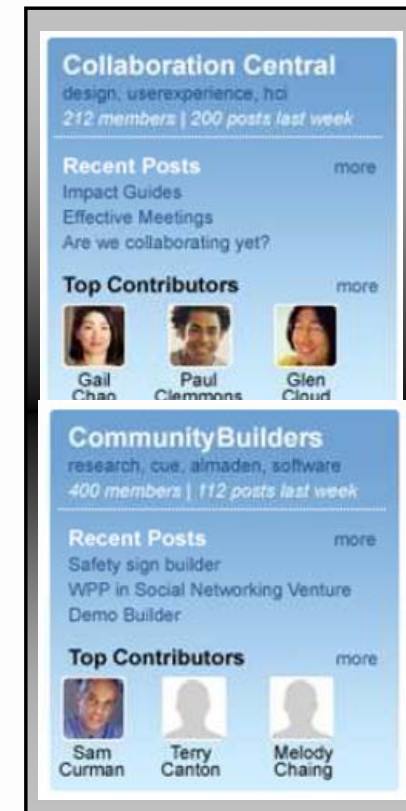 Collaboration Central
design, userexperience, hci
212 members | 200 posts last week
Recent Posts more
Impact Guides
Effective Meetings
Are we collaborating yet?
Top Contributors more
Gail Paul Glen
Chao Clemmons Cloud
CommunityBuilders
research, cue, almaden, software
400 members | 112 posts last week
Recent Posts more
Safety sign builder
WPP in Social Networking Venture
Demo Builder
Top Contributors more
Sam Terry Melody
Curman Canton Chaing